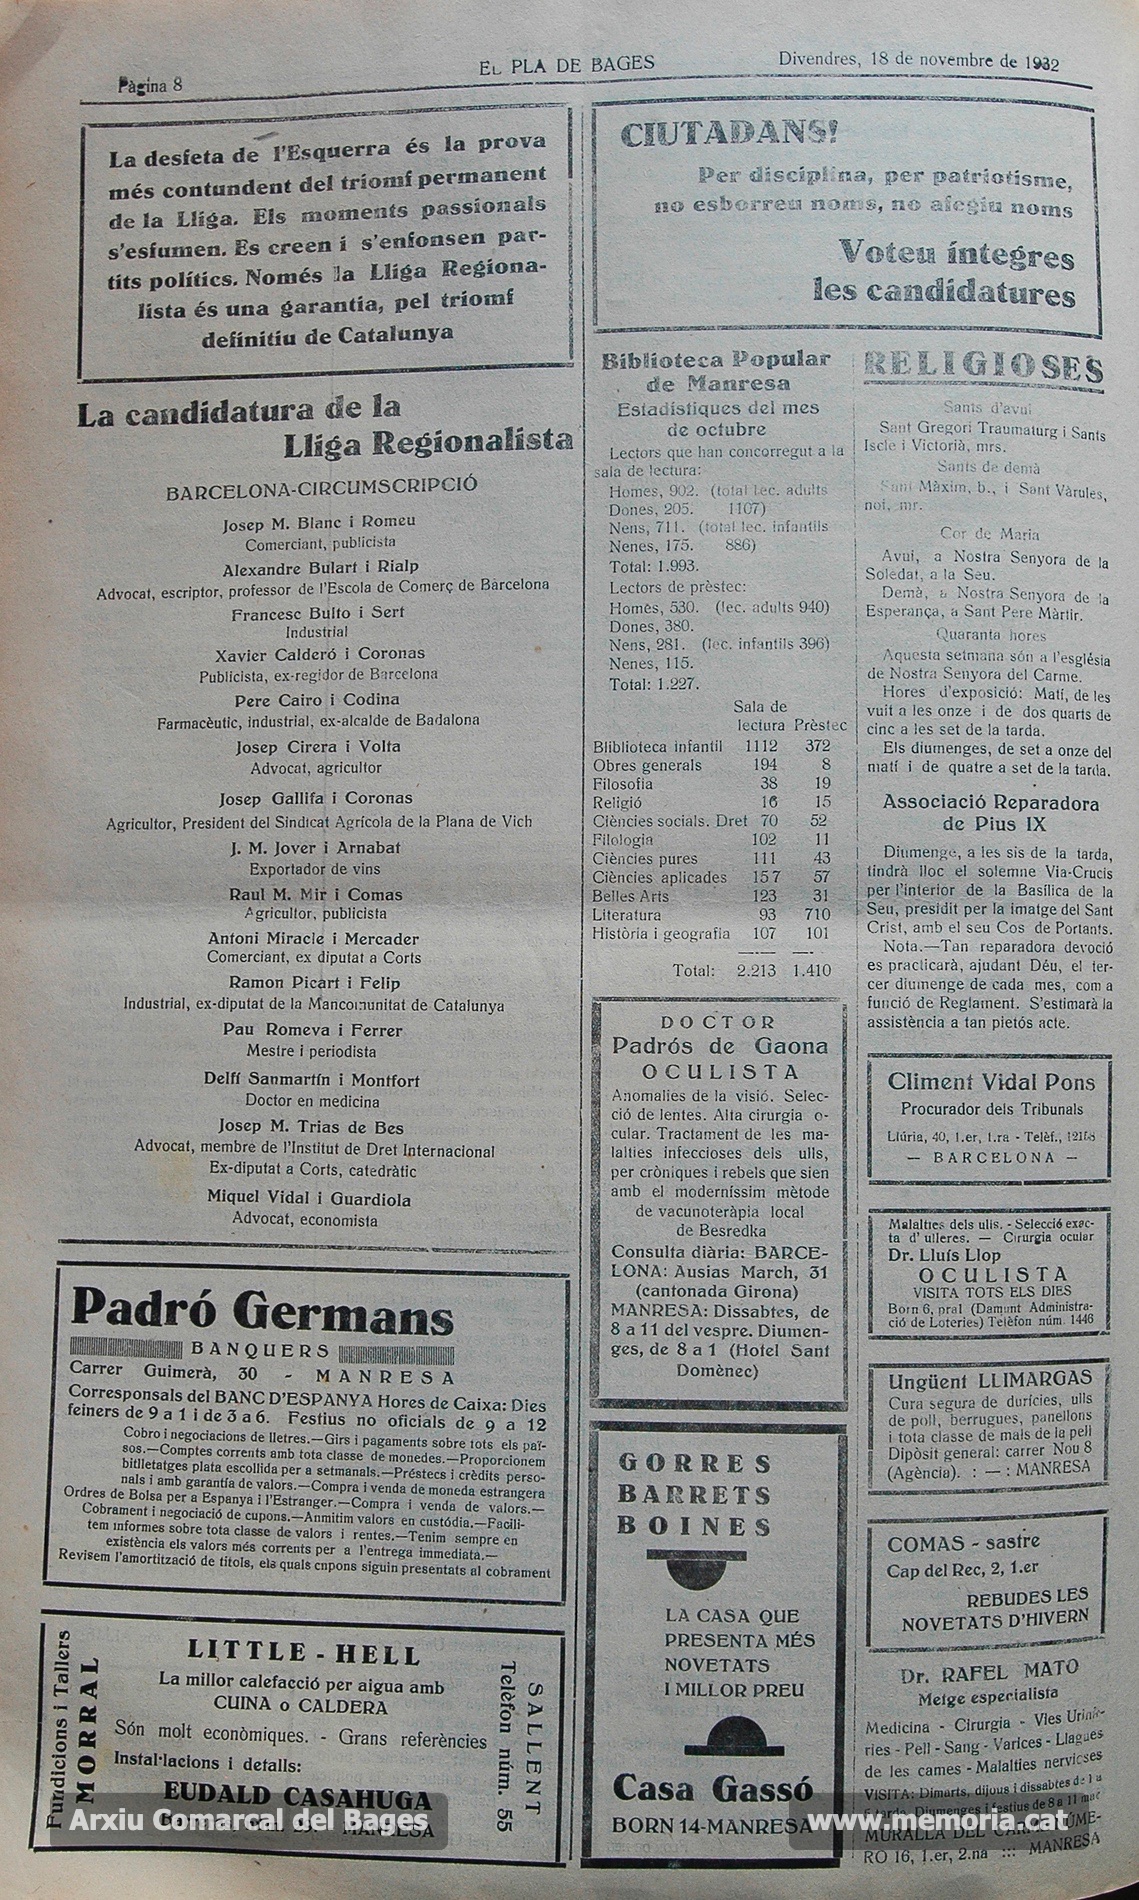 Pàgina 8
EL PLA DE BAGES
Divendres, 18 de novembre de 1932
La desfeta de l'Esquerra és la prova
més contundent del triomf permanent
de la Lliga. Els moments passionals
s'esfumen. Es creen i s'enfonsen par-
tits polítics. Només la Lliga Regiona-
lista és una garantia, pel triomf
definitiu de Catalunya
La candidatura de la
Lliga Regionalista
BARCELONA-CIRCUMSCRIPCIÓ
Josep M. Blanc i Romeu
Comerciant, publicista
Alexandre Bulart i Rialp
Advocat, escriptor, professor de l'Escola de Comerç de Barcelona
Francesc Bulto i Sert
Industrial
Xavier Calderó i Coronas
Publicista, ex-regidor de Barcelona
Pere Cairo i Codina
Farmacèutic, industrial, ex-alcalde de Badalona
Josep Cirera i Volta
Advocat, agricultor
Josep Gallifa i Coronas
Agricultor, President del Sindicat Agrícola de la Plana de Vich
J. M. Jover i Arnabat
Exportador de vins
Raul M. Mir i Comas
Agricultor, publicista
Antoni Miracle i Mercader
Comerciant, ex diputat a Corts
Ramon Picart i Felip
Industrial, ex-diputat de la Mancomunitat de Catalunya
Pau Romeva i Ferrer
Mestre i periodista
Delfí Sanmartín i Montfort
Doctor en medicina
Josep M. Trias de Bes
Advocat, membre de l'Institut de Dret Internacional
Ex-diputat a Corts, catedràtic
Miquel Vidal i Guardiola
Advocat, economista
Padró Germans
BANQUERS
Carrer Guimerà, 30 - MANRESA
Corresponsals del BANC D'ESPANYA Hores de Caixa: Dies
feiners de 9 a 1 i de 3 a 6. Festius no oficials de 9 a 12
Cobro i negociacions de lletres.—Girs i pagaments sobre tots els paï-
sos.—Comptes corrents amb tota classe de monedes.—Proporcionem
bitlletatges plata escollida per a setmanals.—Préstecs i crèdits perso-
nals i amb garantia de valors.—Compra i venda de moneda estrangera
Ordres de Bolsa per a Espanya i l'Estranger.—Compra i venda de valors.—
Cobrament i negociació de cupons.—Anmitim valors en custódia.—Facili-
tem informes sobre tota classe de valors i rentes.—Tenim sempre en
existència els valors més corrents per a l'entrega immediata.—
Revisem l'amortització de titols, els quals cnpons siguin presentats al cobrament
Fundicions i Tallers
MORRAL
LITTLE - HELL
La millor calefacció per aigua amb
CUINA o CALDERA
Són molt econòmiques. - Grans referències
Instal·lacions i detalls:
EUDALD CASAHUGA
MANRESA
SALLENT
Telèfon núm. 55
CIUTADANS!
Per disciplina, per patriotisme,
no esborreu noms, no afegiu noms
Voteu íntegres
les candidatures
Biblioteca Popular
de Manresa
Estadístiques del mes
de octubre
Lectors que han concorregut a la
sala de lectura:
Homes, 902. (total lec. adults
Dones, 205. 1107)
Nens, 711. (total lec. infantils
Nenes, 175. 886)
Total: 1.993.
Lectors de prèstec:
Homes, 530. (lec. adults 940)
Dones, 380.
Nens, 281. (lec. infantils 396)
Nenes, 115.
Total: 1.227.
Sala de
lectura Prèstec
Bliblioteca infantil 1112 372
Obres generals 194 8
Filosofia 38 19
Religió 16 15
Ciències socials. Dret 70 52
Filologia 102 11
Ciències pures 111 43
Ciències aplicades 157 57
Belles Arts 123 31
Literatura 93 710
Història i geografia 107 101
Total: 2.213 1.410
DOCTOR
Padrós de Gaona
OCULISTA
Anomalies de la visió. Selec-
ció de lentes. Alta cirurgia o-
cular. Tractament de les ma-
lalties infeccioses dels ulls,
per cròniques i rebels que sien
amb el moderníssim mètode
de vacunoteràpia local
de Besredka
Consulta diària: BARCE-
LONA: Ausias March, 31
(cantonada Girona)
MANRESA: Dissabtes, de
8 a 11 del vespre. Diumen-
ges, de 8 a 1 (Hotel Sant
Domènec)
GORRES
BARRETS
BOINES
LA CASA QUE
PRESENTA MÉS
NOVETATS
I MILLOR PREU
Casa Gassó
BORN 14-MANRESA
RELIGIOSES
Sants d'avui
Sant Gregori Traumaturg i Sants
Iscle i Victorià, mrs.
Sants de demà
Sant Màxim, b., i Sant Vàrules,
noi, mr.
Cor de Maria
Avui, a Nostra Senyora de la
Soledat, a la Seu.
Demà, a Nostra Senyora de la
Esperança, a Sant Pere Màrtir.
Quaranta hores
Aquesta setmana són a l'església
de Nostra Senyora del Carme.
Hores d'exposició: Matí, de les
vuit a les onze i de dos quarts de
cinc a les set de la tarda.
Els diumenges, de set a onze del
matí i de quatre a set de la tarda.
Associació Reparadora
de Pius IX
Diumenge, a les sis de la tarda,
tindrà lloc el solemne Via-Crucis
per l'interior de la Basílica de la
Seu, presidit per la imatge del Sant
Crist, amb el seu Cos de Portants.
Nota.—Tan reparadora devoció
es practicarà, ajudant Déu, el ter-
cer diumenge de cada mes, com a
funció de Reglament. S'estimarà la
assistència a tan pietós acte.
Climent Vidal Pons
Procurador dels Tribunals
Llúria, 40, 1.er, 1.ra - Telèf., 12168
— BARCELONA —
Malalties dels ulls. - Selecció exac-
ta d'ulleres. — Cirurgia ocular
Dr. Lluís Llop
OCULISTA
VISITA TOTS ELS DIES
Born 6, pral (Damunt Administra-
ció de Loteries) Telèfon núm. 1446
Ungüent LLIMARGAS
Cura segura de durícies, ulls
de poll, berrugues, panellons
i tota classe de mals de la pell
Dipòsit general: carrer Nou 8
(Agència). : — : MANRESA
COMAS - sastre
Cap del Rec, 2, 1.er
REBUDES LES
NOVETATS D'HIVERN
Dr. RAFEL MATO
Metge especialista
Medicina - Cirurgia - Vies Urinà-
ries - Pell - Sang - Varices - Llagues
de les cames - Malalties nervioses
VISITA: Dimarts, dijous i dissabtes de 1 a
6 tarda. Diumenges i festius de 8 a 11 mat
MURALLA DEL CARME NÚME-
RO 16, 1.er, 2.na ::: MANRESA
Arxiu Comarcal del Bages
www.memoria.cat